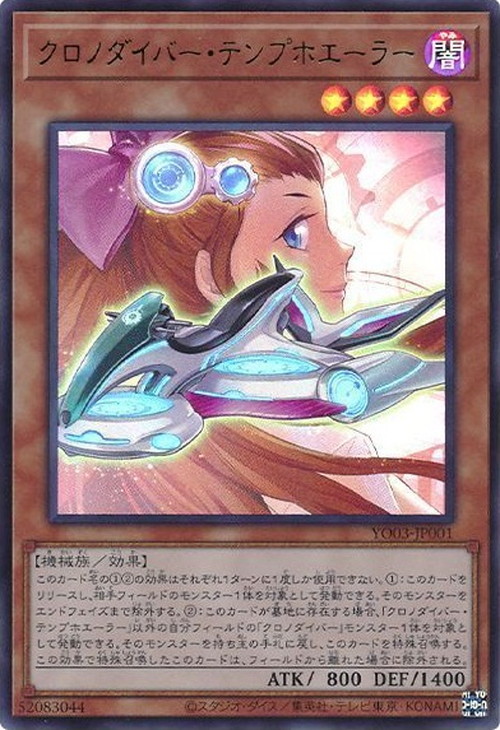 クロノダイバー・テンプホエーラー
闇
YO03-JP001
【機械族／効果】
このカード名の①②の効果はそれぞれ1ターンに1度しか使用できない。①：このカードを
リリースし、相手フィールドのモンスター1体を対象として発動できる。そのモンスターを
エンドフェイズまで除外する。②：このカードが墓地に存在する場合、「クロノダイバー・
テンプホエーラー」以外の自分フィールドの「クロノダイバー」モンスター1体を対象と
して発動できる。そのモンスターを持ち主の手札に戻し、このカードを特殊召喚する。
この効果で特殊召喚したこのカードは、フィールドから離れた場合に除外される。
ATK/ 800 DEF/1400
52083044 ©スタジオ・ダイス／集英社・テレビ東京・KONAMI